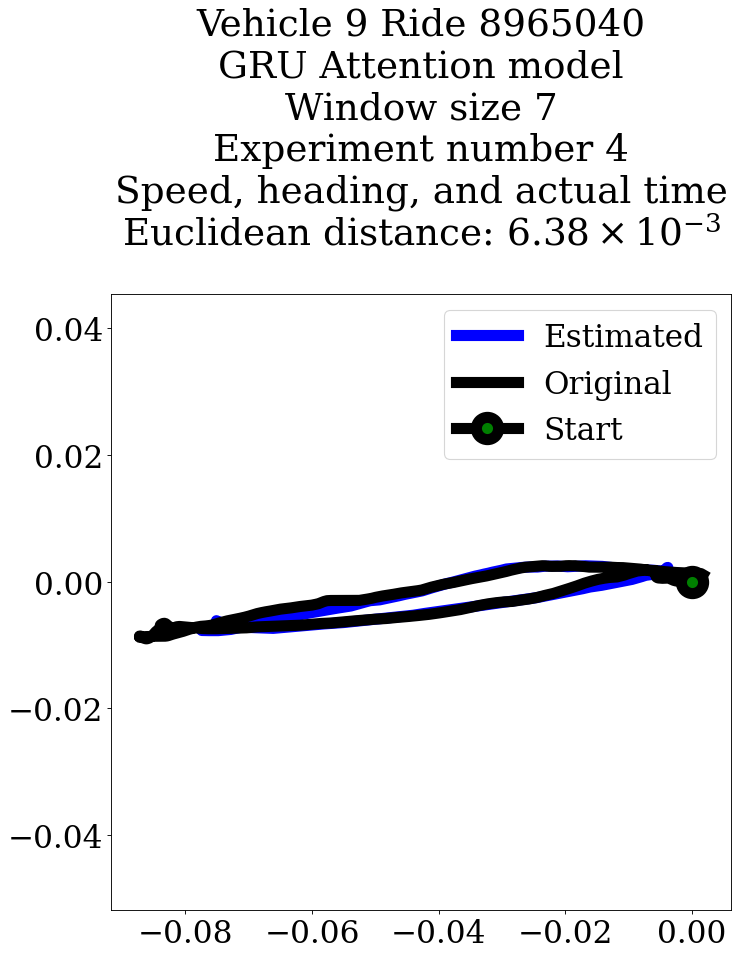 Vehicle 9 Ride 8965040
GRU Attention model
Window size 7
Experiment number 4
Speed, heading, and actual time
Euclidean distance: 6.38 × 10⁻³
Estimated
Original
Start
0.04
0.02
0.00
−0.02
−0.04
−0.08 −0.06 −0.04 −0.02 0.00